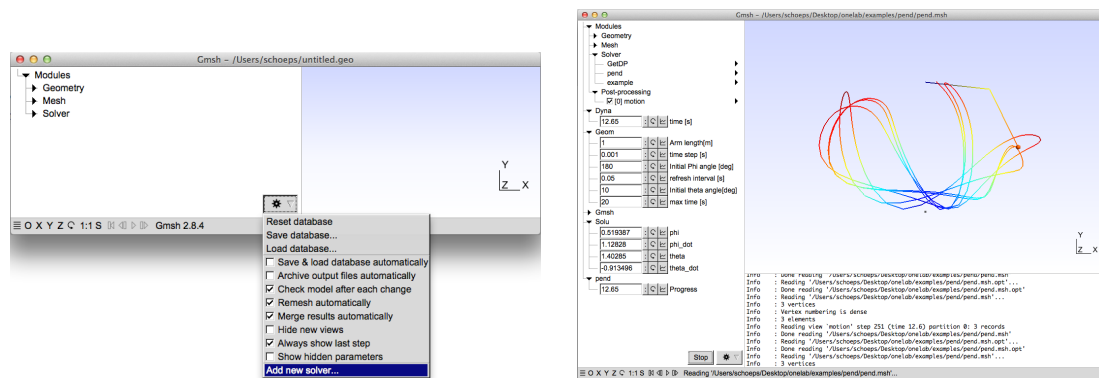 Gmsh - /Users/schoeps/untitled.geo
Modules
Geometry
Mesh
Solver
Y
Z X
O X Y Z 1:1 S Gmsh 2.8.4
Reset database
Save database...
Load database...
Save & load database automatically
Archive output files automatically
Check model after each change
Remesh automatically
Merge results automatically
Hide new views
Always show last step
Show hidden parameters
Add new solver...
Gmsh - /Users/schoeps/Desktop/onelab/examples/pend/pend.msh
Modules
Geometry
Mesh
Solver
GetDP
pend
example
Post-processing
[0] motion
Dyna
12.65 time [s]
Geom
1 Arm length[m]
0.001 time step [s]
180 Initial Phi angle [deg]
0.05 refresh interval [s]
10 Initial theta angle[deg]
20 max time [s]
Gmsh
Solu
0.519387 phi
1.12828 phi_dot
1.40285 theta
-0.913496 theta_dot
pend
12.65 Progress
Stop
Y
Z X
Info : Done reading '/Users/schoeps/Desktop/onelab/examples/pend/pend.msh'
Info : Reading '/Users/schoeps/Desktop/onelab/examples/pend/pend.msh.opt'...
Info : Done reading '/Users/schoeps/Desktop/onelab/examples/pend/pend.msh.opt'
Info : Reading '/Users/schoeps/Desktop/onelab/examples/pend/pend.msh'...
Info : 3 vertices
Info : Vertex numbering is dense
Info : 3 elements
Info : Reading view 'motion' step 251 (time 12.6) partition 0: 3 records
Info : Done reading '/Users/schoeps/Desktop/onelab/examples/pend/pend.msh'
Info : Reading '/Users/schoeps/Desktop/onelab/examples/pend/pend.msh.opt'...
Info : Done reading '/Users/schoeps/Desktop/onelab/examples/pend/pend.msh.opt'
Info : Reading '/Users/schoeps/Desktop/onelab/examples/pend/pend.msh'...
Info : 3 vertices
O X Y Z 1:1 S Reading '/Users/schoeps/Desktop/onelab/examples/pend/pend.msh'...